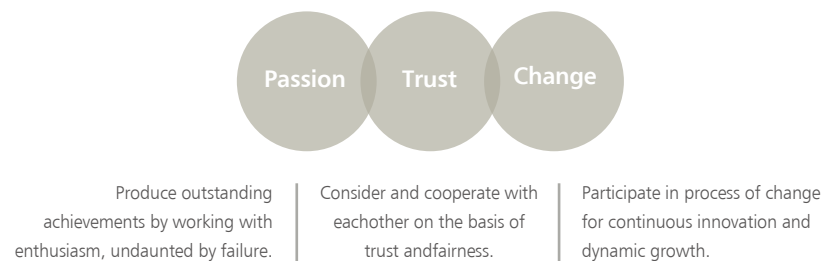 Passion
Trust
Change
Produce outstanding
achievements by working with
enthusiasm, undaunted by failure.
Consider and cooperate with
eachother on the basis of
trust andfairness.
Participate in process of change
for continuous innovation and
dynamic growth.